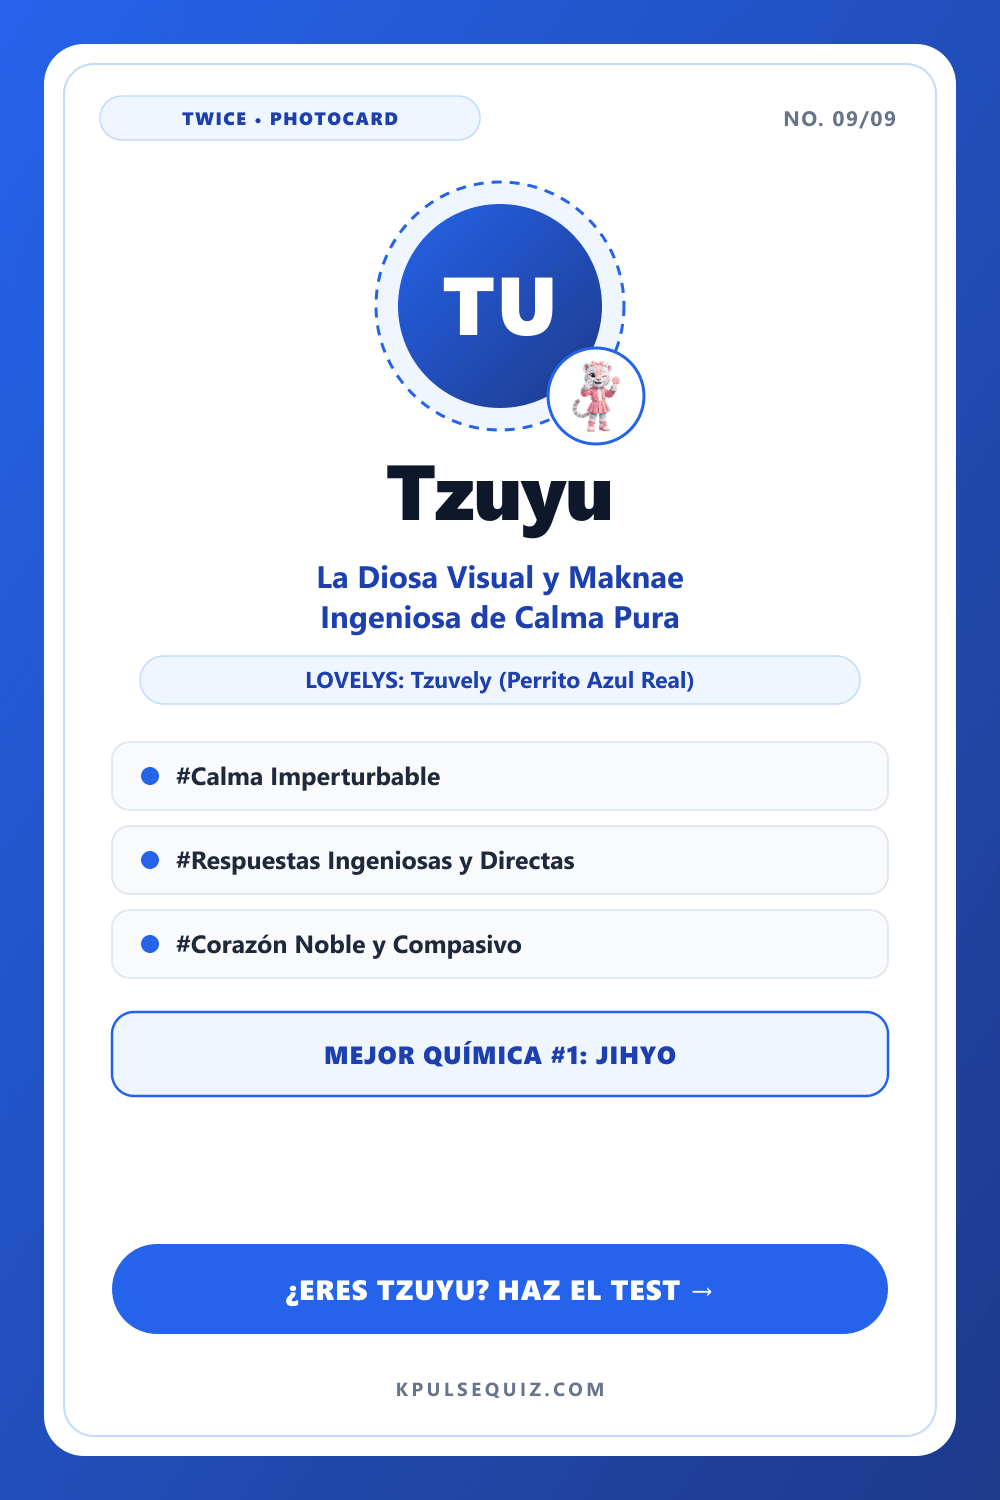 TWICE • PHOTOCARD
NO. 09/09
TU
Tzuyu
La Diosa Visual y Maknae
Ingeniosa de Calma Pura
LOVELYS: Tzuvely (Perrito Azul Real)
#Calma Imperturbable
#Respuestas Ingeniosas y Directas
#Corazón Noble y Compasivo
MEJOR QUÍMICA #1: JIHYO
¿ERES TZUYU? HAZ EL TEST →
KPULSEQUIZ.COM